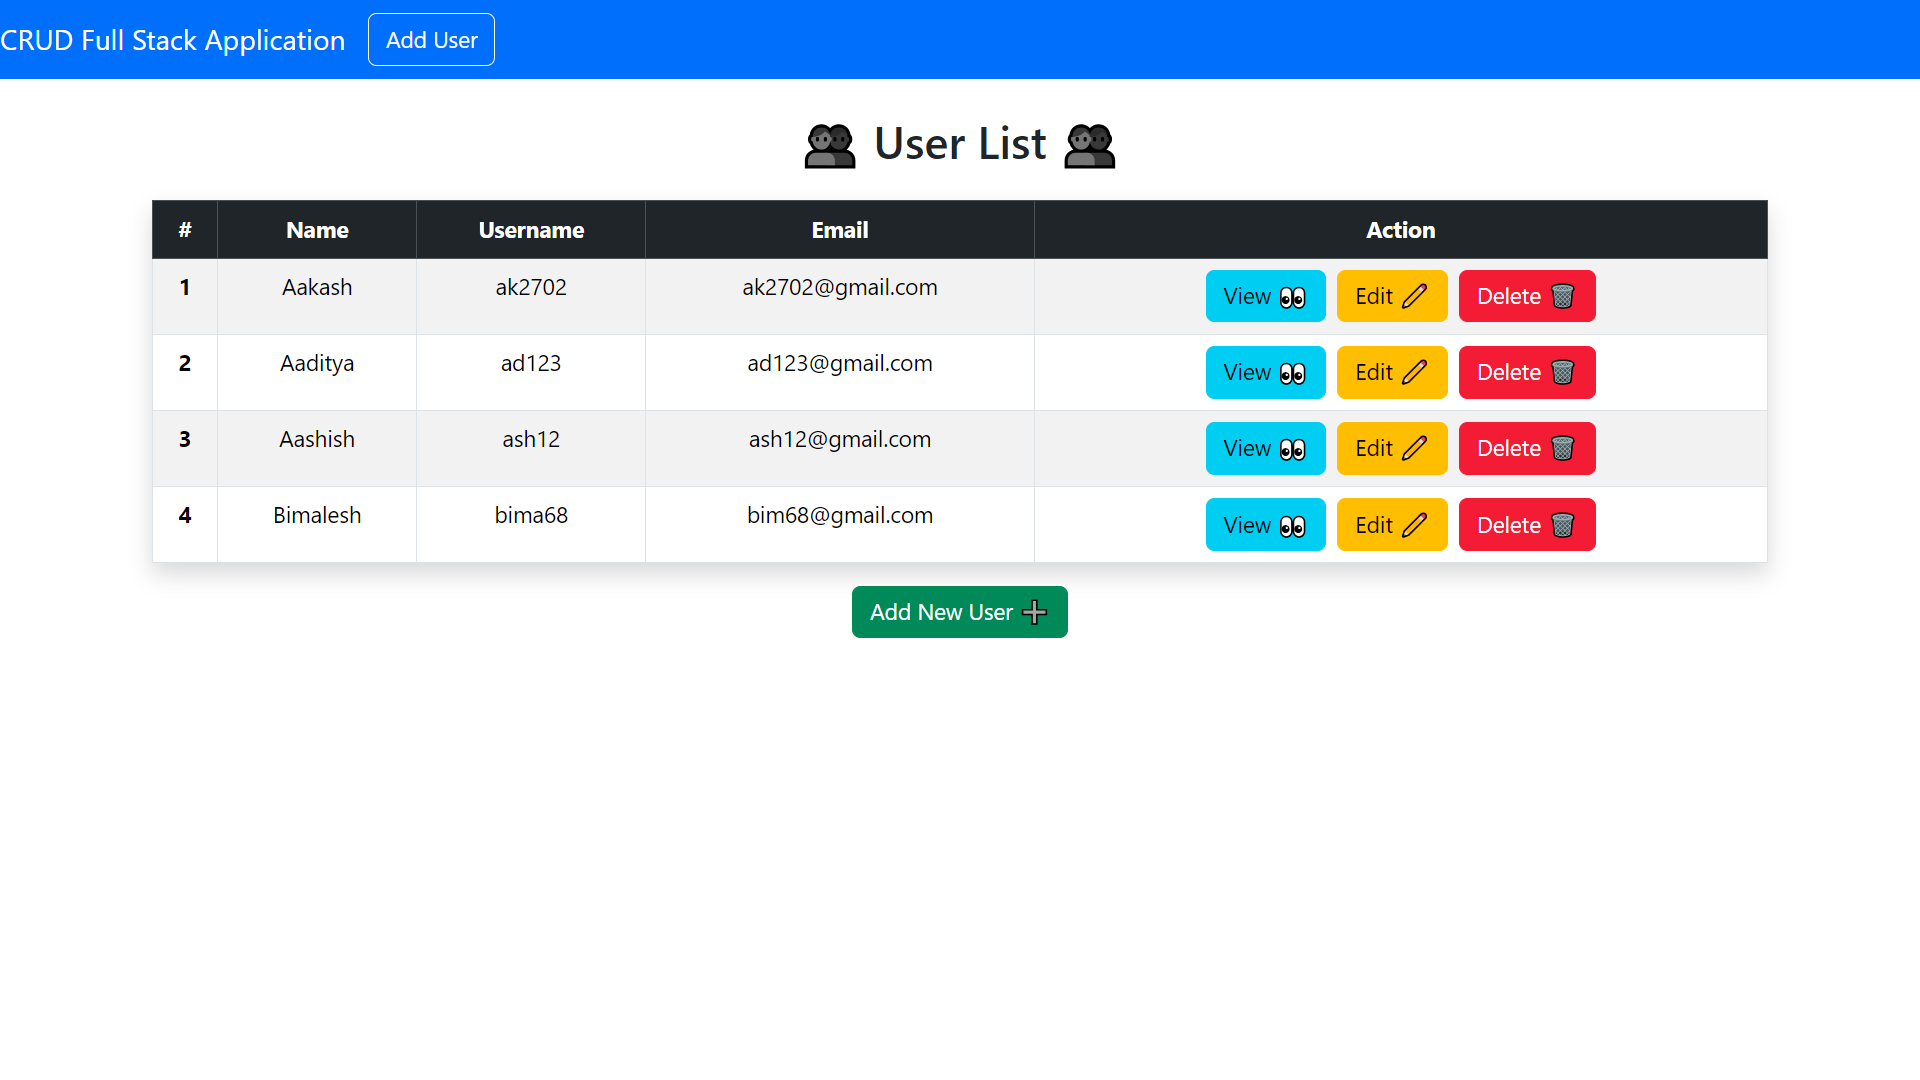 CRUD Full Stack Application Add User
User List
# Name Username Email Action
1 Aakash ak2702 ak2702@gmail.com View Edit Delete
2 Aaditya ad123 ad123@gmail.com View Edit Delete
3 Aashish ash12 ash12@gmail.com View Edit Delete
4 Bimalesh bima68 bim68@gmail.com View Edit Delete
Add New User